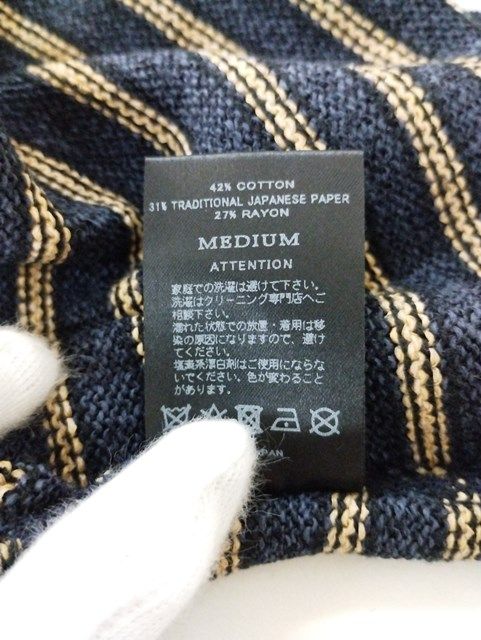 42% COTTON
31% TRADITIONAL JAPANESE PAPER
27% RAYON
MEDIUM
ATTENTION
家庭での洗濯は避けて下さい。
洗濯はクリーニング専門店へご
相談下さい。
濡れた状態での放置・着用は移
染の原因になりますので、避け
てください。
塩素系漂白剤はご使用にならな
いでください。色が変わること
があります。